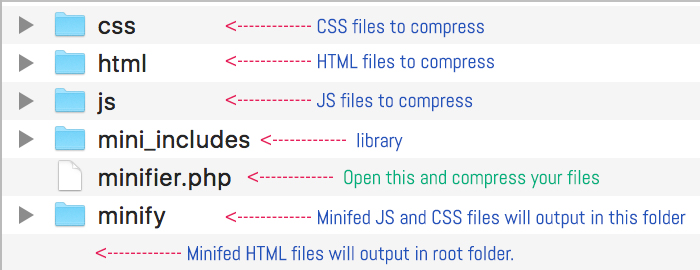 css <------------- CSS files to compress
html <------------- HTML files to compress
js <------------- JS files to compress
mini_includes <------------- library
minifier.php <------------- Open this and compress your files
minify <------------- Minifed JS and CSS files will output in this folder
<------------- Minifed HTML files will output in root folder.